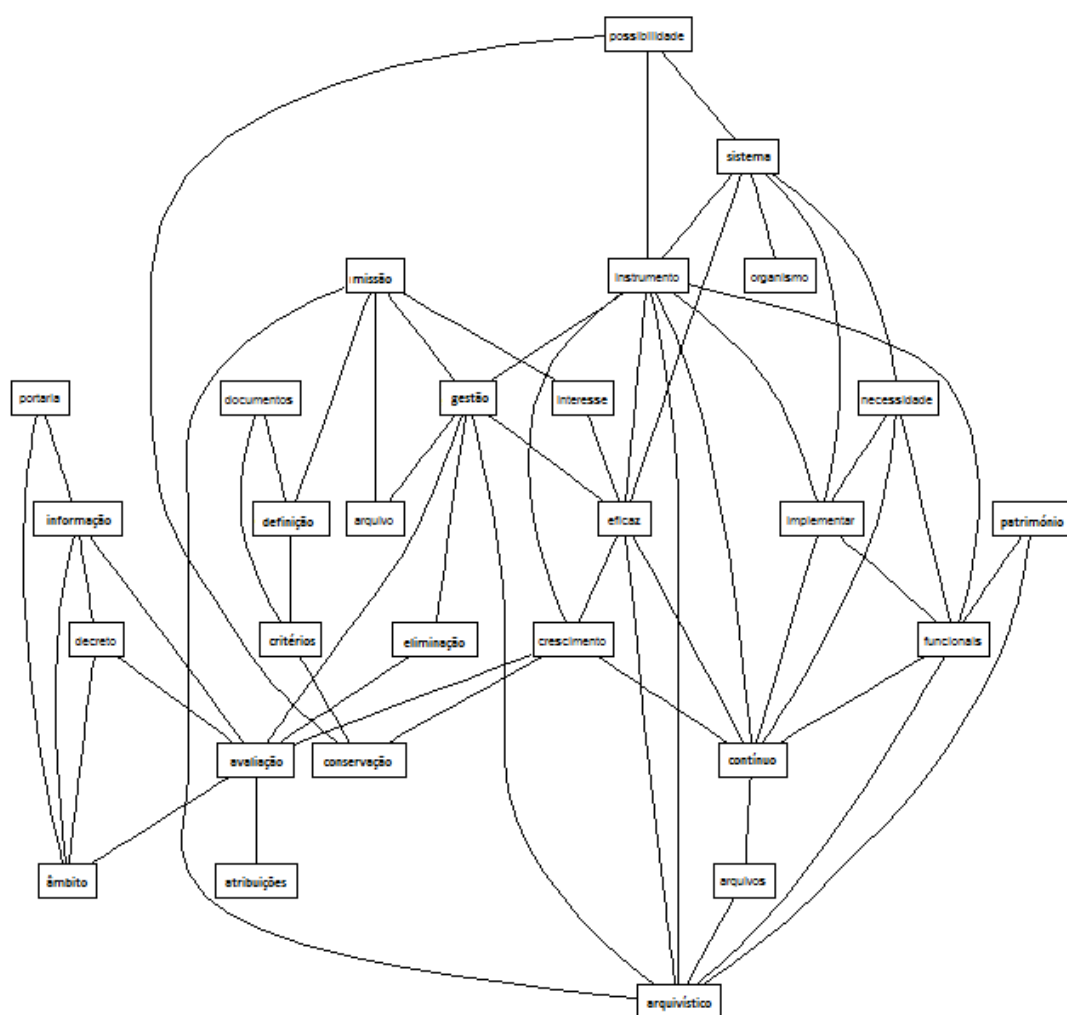 possibilidade
sistema
missão
instrumento
organismo
portaria
documentos
gestão
interesse
necessidade
informação
definição
arquivo
eficaz
implementar
património
decreto
critérios
eliminação
crescimento
funcionais
avaliação
conservação
contínuo
âmbito
atribuições
arquivos
arquivístico